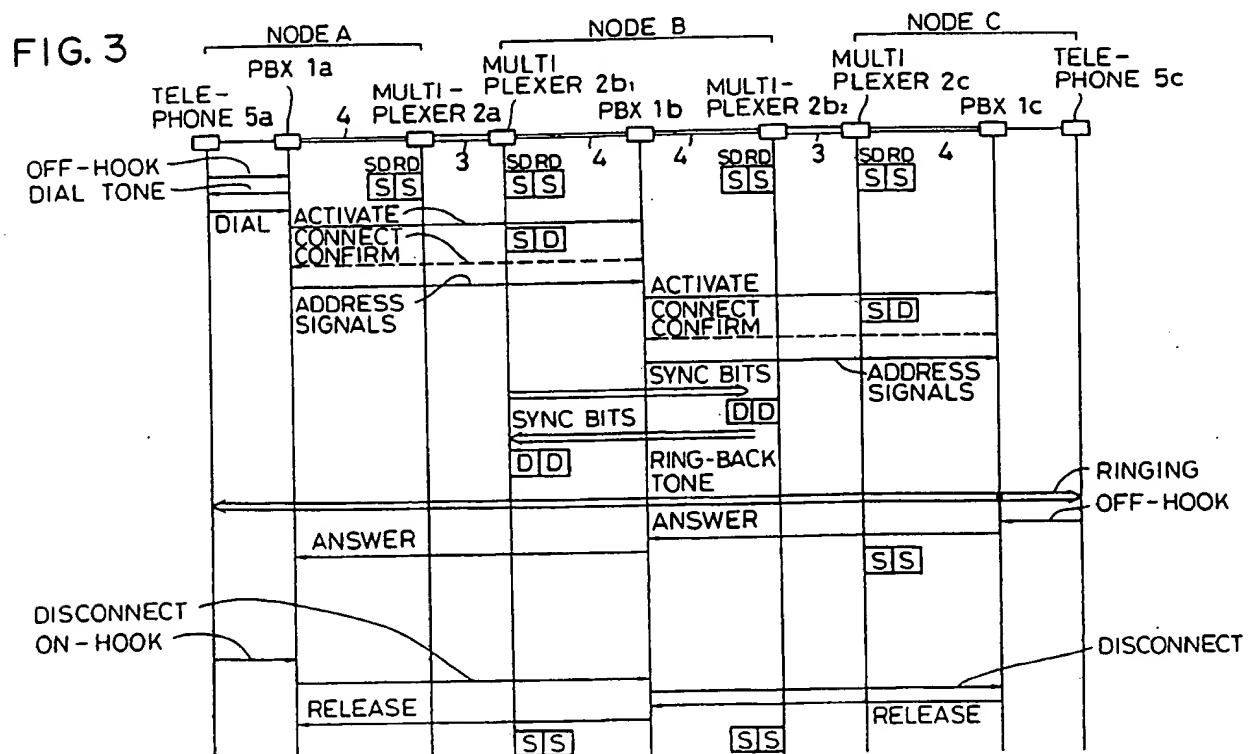 FIG. 3
NODE A
NODE B
NODE C
TELE-
PHONE 5a
PBX 1a
MULTI-
PLEXER 2a
MULTI
PLEXER 2b1
PBX 1b
MULTI-
PLEXER 2b2
MULTI
PLEXER 2c
PBX 1c
TELE-
PHONE 5c
4
3
4
4
3
4
OFF-HOOK
DIAL TONE
DIAL
SD RD
S S
SD RD
S S
SD RD
S S
SD RD
S S
ACTIVATE
CONNECT
CONFIRM
S D
ADDRESS
SIGNALS
ACTIVATE
CONNECT
CONFIRM
S D
ADDRESS
SIGNALS
SYNC BITS
D D
SYNC BITS
D D
RING-BACK
TONE
RINGING
OFF-HOOK
ANSWER
ANSWER
S S
DISCONNECT
ON-HOOK
DISCONNECT
RELEASE
RELEASE
S S
S S